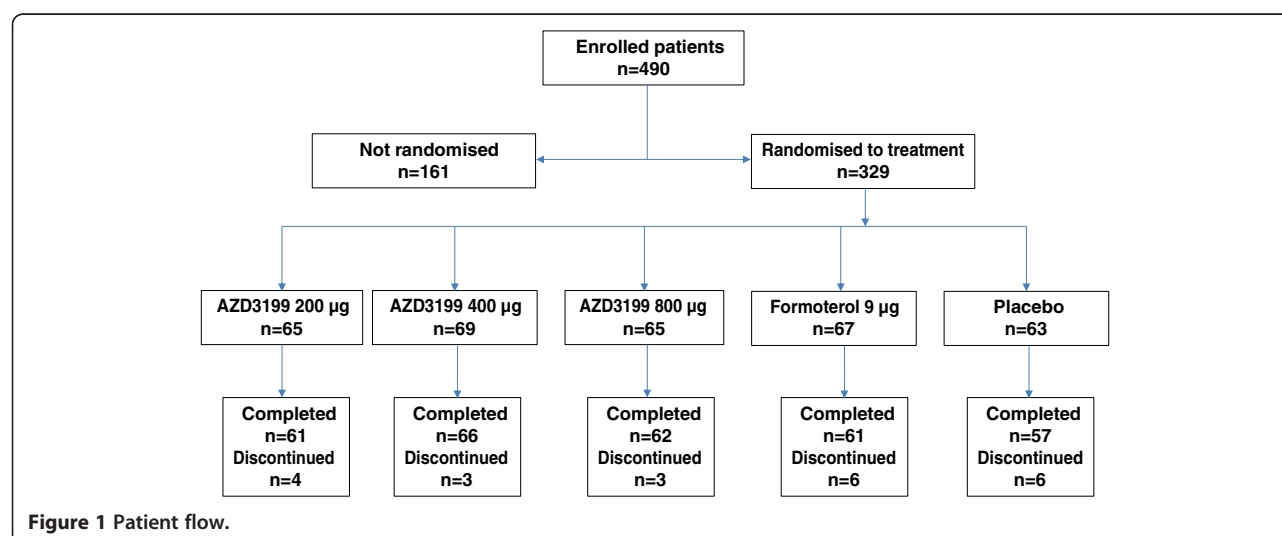 Enrolled patients
n=490
Not randomised
n=161
Randomised to treatment
n=329
AZD3199 200 µg
n=65
AZD3199 400 µg
n=69
AZD3199 800 µg
n=65
Formoterol 9 µg
n=67
Placebo
n=63
Completed
n=61
Discontinued
n=4
Completed
n=66
Discontinued
n=3
Completed
n=62
Discontinued
n=3
Completed
n=61
Discontinued
n=6
Completed
n=57
Discontinued
n=6
Figure 1 Patient flow.